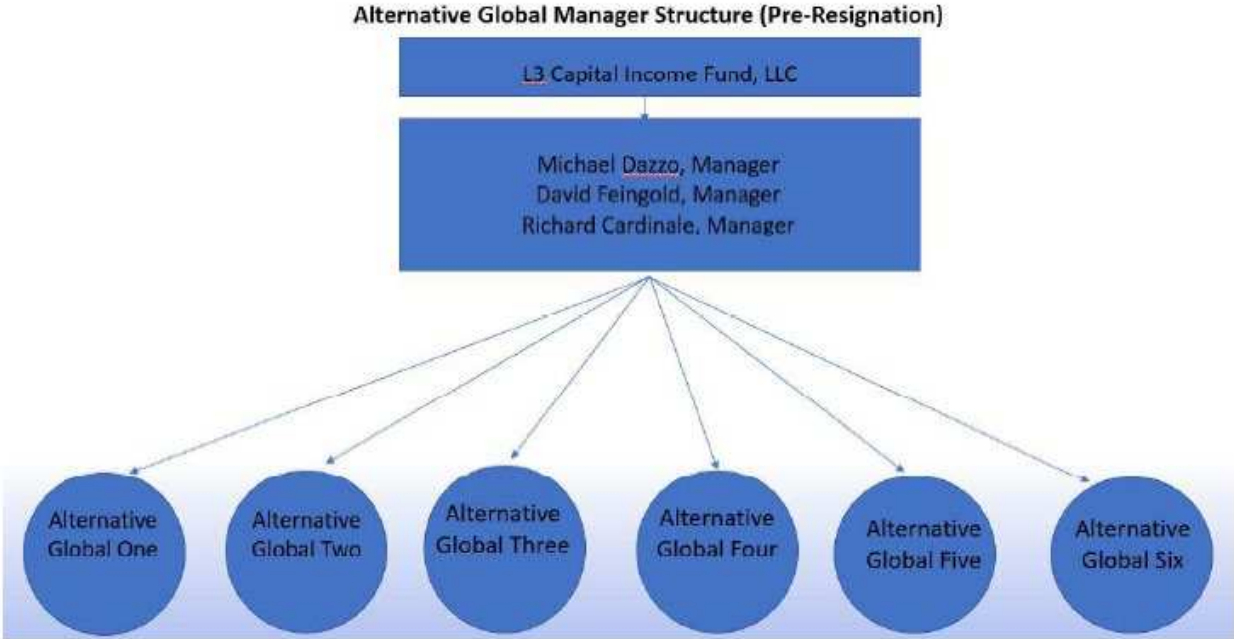 Alternative Global Manager Structure (Pre-Resignation)
L3 Capital Income Fund, LLC
Michael Dazzo, Manager
David Feingold, Manager
Richard Cardinale, Manager
Alternative
Global One
Alternative
Global Two
Alternative
Global Three
Alternative
Global Four
Alternative
Global Five
Alternative
Global Six